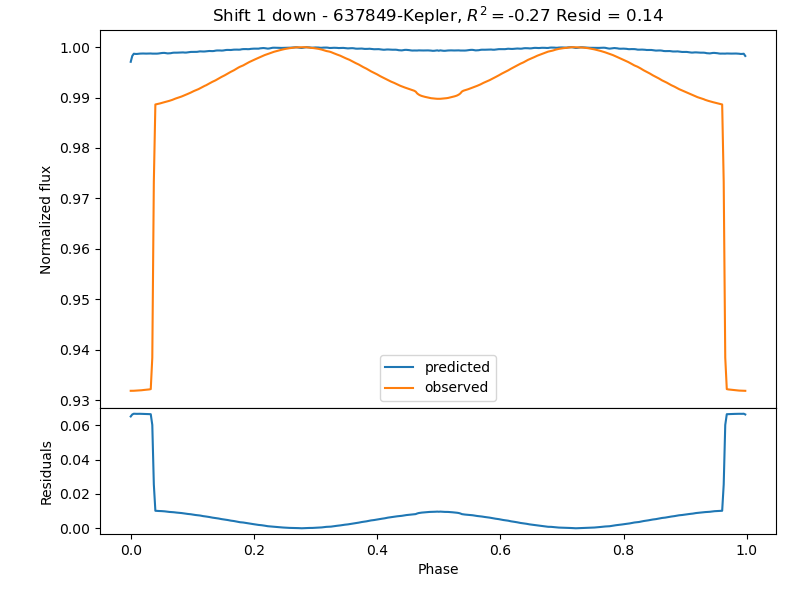 Shift 1 down - 637849-Kepler, $R^2 = $-0.27 Resid = 0.14
1.00
0.99
0.98
0.97
0.96
0.95
0.94
0.93
Normalized flux
predicted
observed
0.06
0.04
0.02
0.00
Residuals
0.0 0.2 0.4 0.6 0.8 1.0
Phase